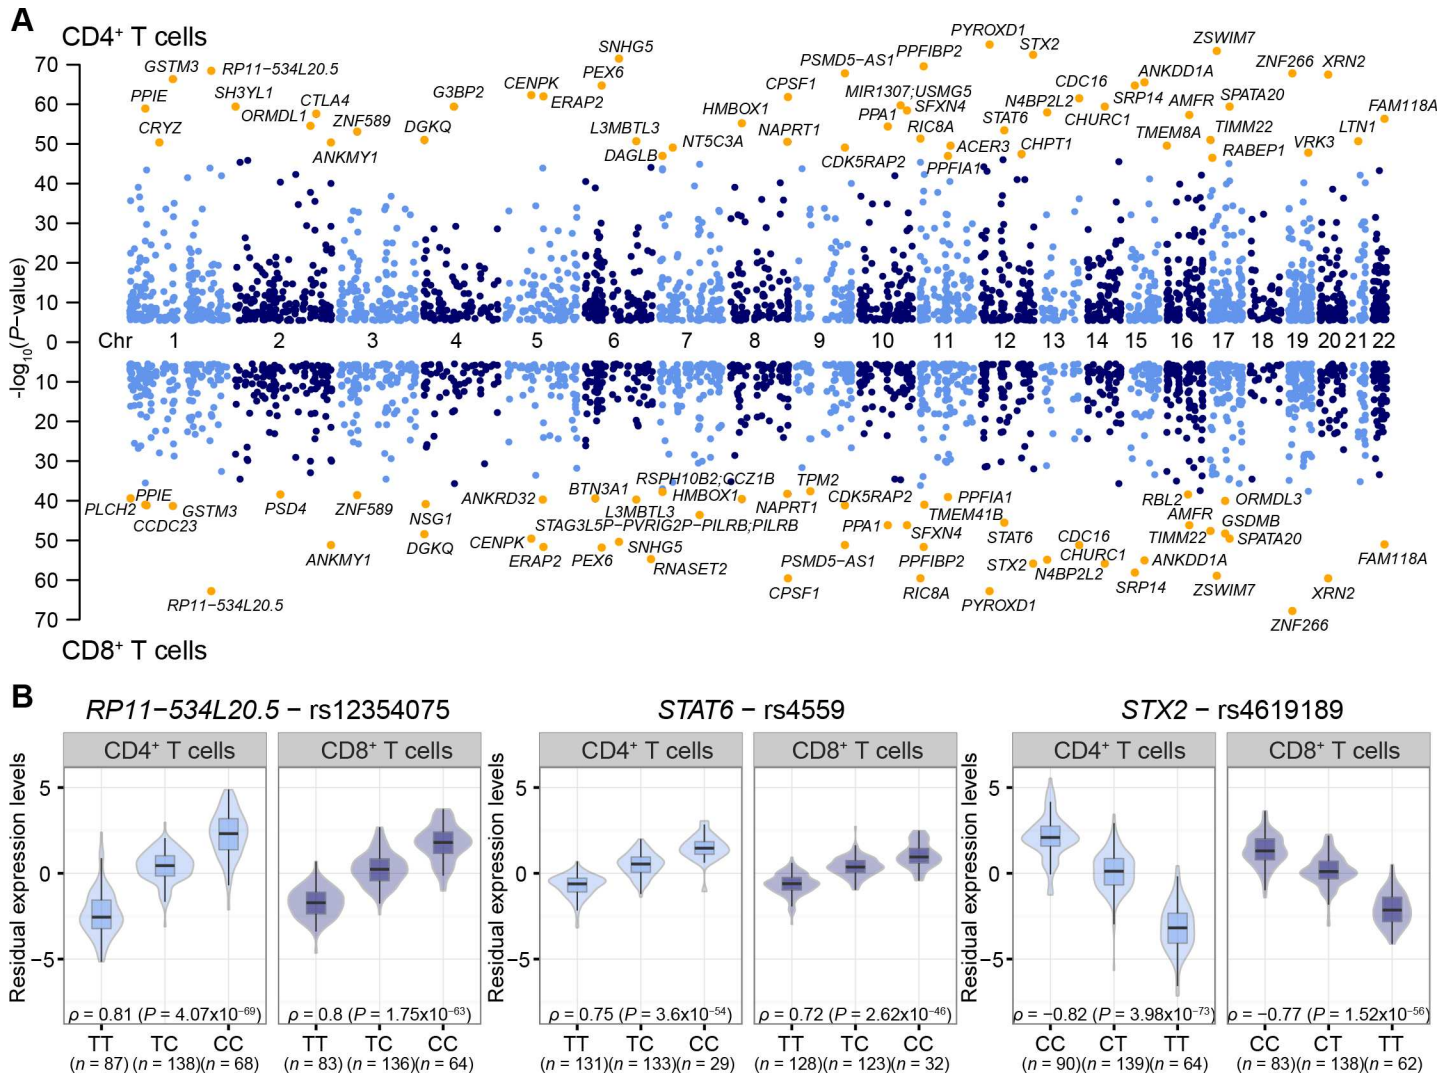 A
CD4+ T cells
-log10(P−value)
70
60
50
40
30
20
10
0
10
20
30
40
50
60
70
GSTM3
RP11−534L20.5
PPIE
SH3YL1
CRYZ
ORMDL1
CTLA4
ZNF589
ANKMY1
G3BP2
DGKQ
CENPK
ERAP2
SNHG5
PEX6
L3MBTL3
DAGLB
NT5C3A
HMBOX1
CPSF1
NAPRT1
PSMD5−AS1
PPFIBP2
MIR1307;USMG5
PPA1
SFXN4
RIC8A
CDK5RAP2
ACER3
PPFIA1
PYROXD1
STX2
STAT6
N4BP2L2
CHPT1
CDC16
CHURC1
ANKDD1A
SRP14
AMFR
TMEM8A
ZSWIM7
SPATA20
TIMM22
RABEP1
ZNF266
XRN2
VRK3
LTN1
FAM118A
Chr 1 2 3 4 5 6 7 8 9 10 11 12 13 14 15 16 17 18 19 20 21 22
PLCH2
PPIE
CCDC23
GSTM3
RP11−534L20.5
PSD4
ANKMY1
ZNF589
NSG1
DGKQ
ANKRD32
CENPK
ERAP2
BTN3A1
L3MBTL3
PEX6
SNHG5
RNASET2
RSPH10B2;CCZ1B
HMBOX1
STAG3L5P−PVRIG2P−PILRB;PILRB
NAPRT1
TPM2
CPSF1
CDK5RAP2
PSMD5−AS1
PPA1
SFXN4
PPFIA1
TMEM41B
PPFIBP2
RIC8A
STAT6
STX2
PYROXD1
N4BP2L2
CDC16
CHURC1
ANKDD1A
SRP14
RBL2
AMFR
TIMM22
ORMDL3
GSDMB
SPATA20
ZSWIM7
ZNF266
XRN2
FAM118A
CD8+ T cells
B
RP11−534L20.5 − rs12354075
STAT6 − rs4559
STX2 − rs4619189
CD4+ T cells
CD8+ T cells
CD4+ T cells
CD8+ T cells
CD4+ T cells
CD8+ T cells
Residual expression levels
5
0
−5
Residual expression levels
5
0
−5
Residual expression levels
5
0
−5
ρ = 0.81 (P = 4.07x10−69)
ρ = 0.8 (P = 1.75x10−63)
ρ = 0.75 (P = 3.6x10−54)
ρ = 0.72 (P = 2.62x10−46)
ρ = −0.82 (P = 3.98x10−73)
ρ = −0.77 (P = 1.52x10−56)
TT TC CC
TT TC CC
TT TC CC
TT TC CC
CC CT TT
CC CT TT
(n = 87) (n = 138) (n = 68)
(n = 83) (n = 136) (n = 64)
(n = 131) (n = 133) (n = 29)
(n = 128) (n = 123) (n = 32)
(n = 90) (n = 139) (n = 64)
(n = 83) (n = 138) (n = 62)